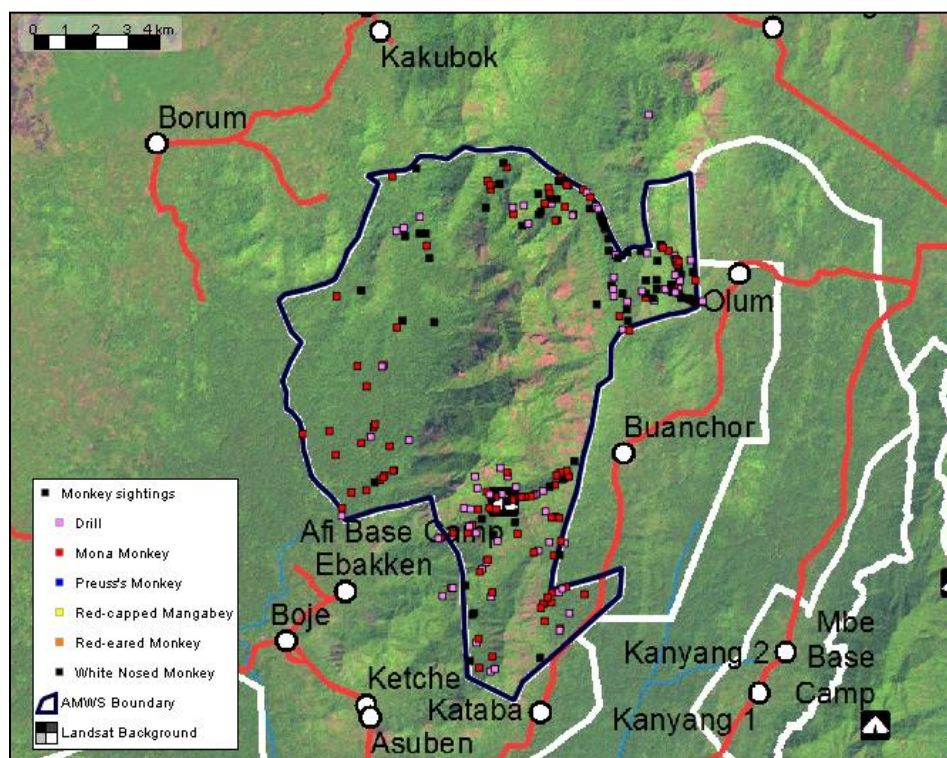 0 1 2 3 4 km
Kakubok
Borum
Olum
Buanchor
Afi Base Camp
Ebakken
Boje
Ketche
Asuben
Kataba
Kanyang 2
Kanyang 1
Mbe
Base
Camp
Monkey sightings
Drill
Mona Monkey
Preuss's Monkey
Red-capped Mangabey
Red-eared Monkey
White Nosed Monkey
AMWS Boundary
Landsat Background